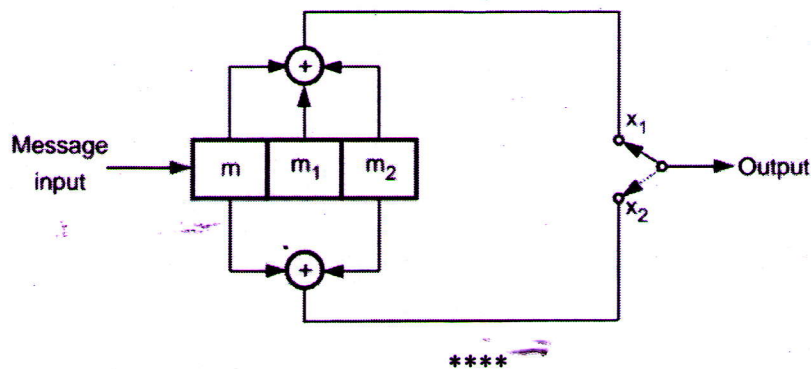 +
x₁
Message
input
m
m₁
m₂
Output
x₂
+
****